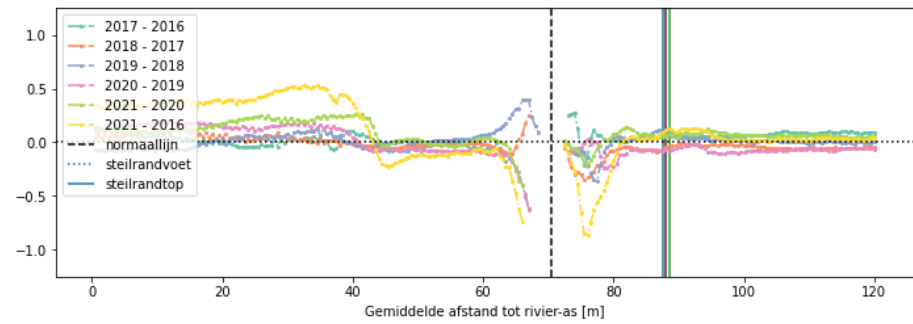 1.0
0.5
0.0
−0.5
−1.0
2017 - 2016
2018 - 2017
2019 - 2018
2020 - 2019
2021 - 2020
2021 - 2016
normaallijn
steilrandvoet
steilrandtop
0 20 40 60 80 100 120
Gemiddelde afstand tot rivier-as [m]